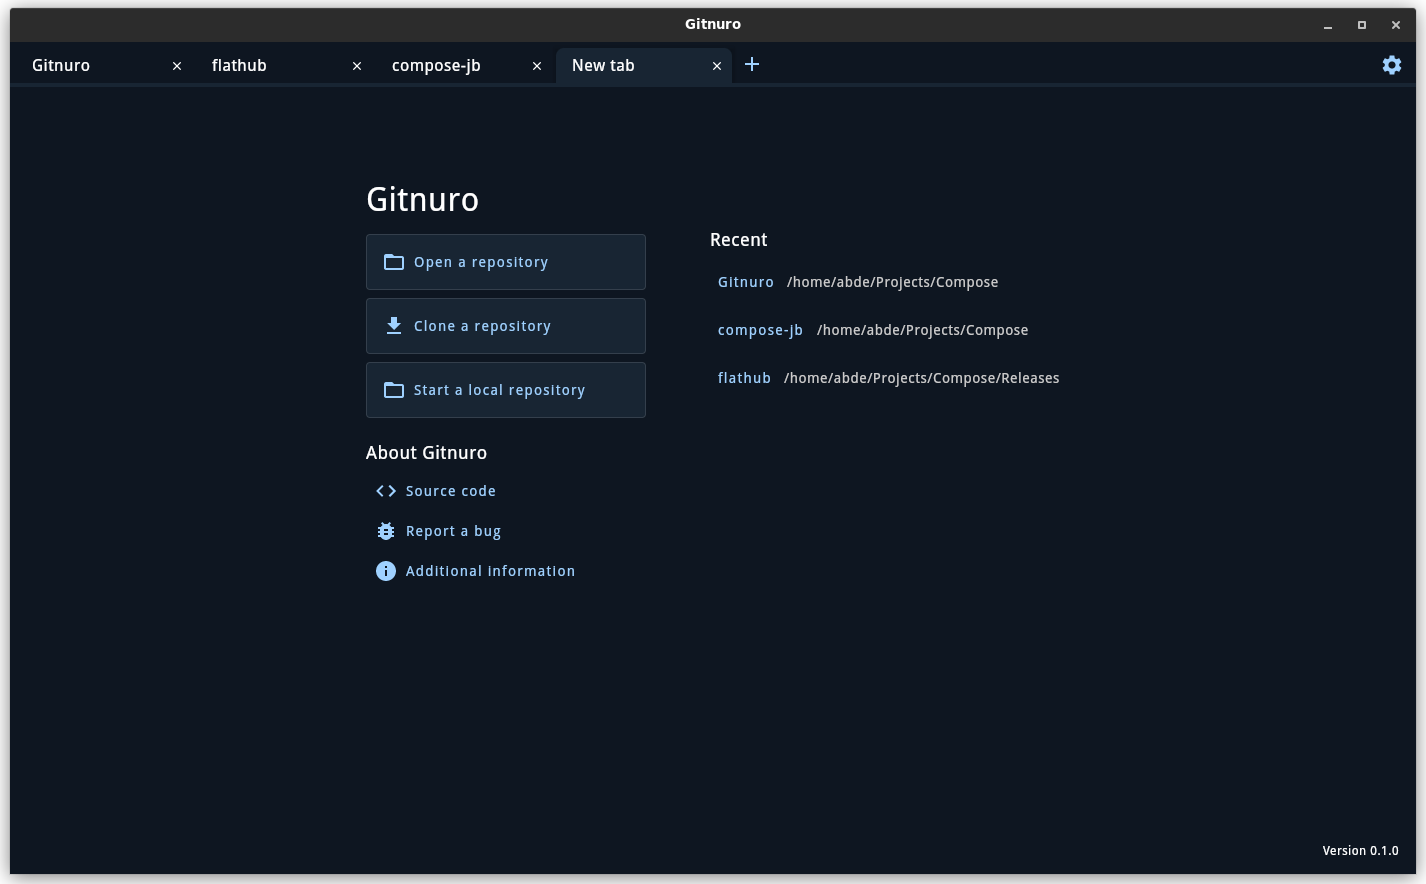 Gitnuro
Gitnuro
flathub
compose-jb
New tab
Gitnuro
Open a repository
Clone a repository
Start a local repository
About Gitnuro
Source code
Report a bug
Additional information
Recent
Gitnuro /home/abde/Projects/Compose
compose-jb /home/abde/Projects/Compose
flathub /home/abde/Projects/Compose/Releases
Version 0.1.0